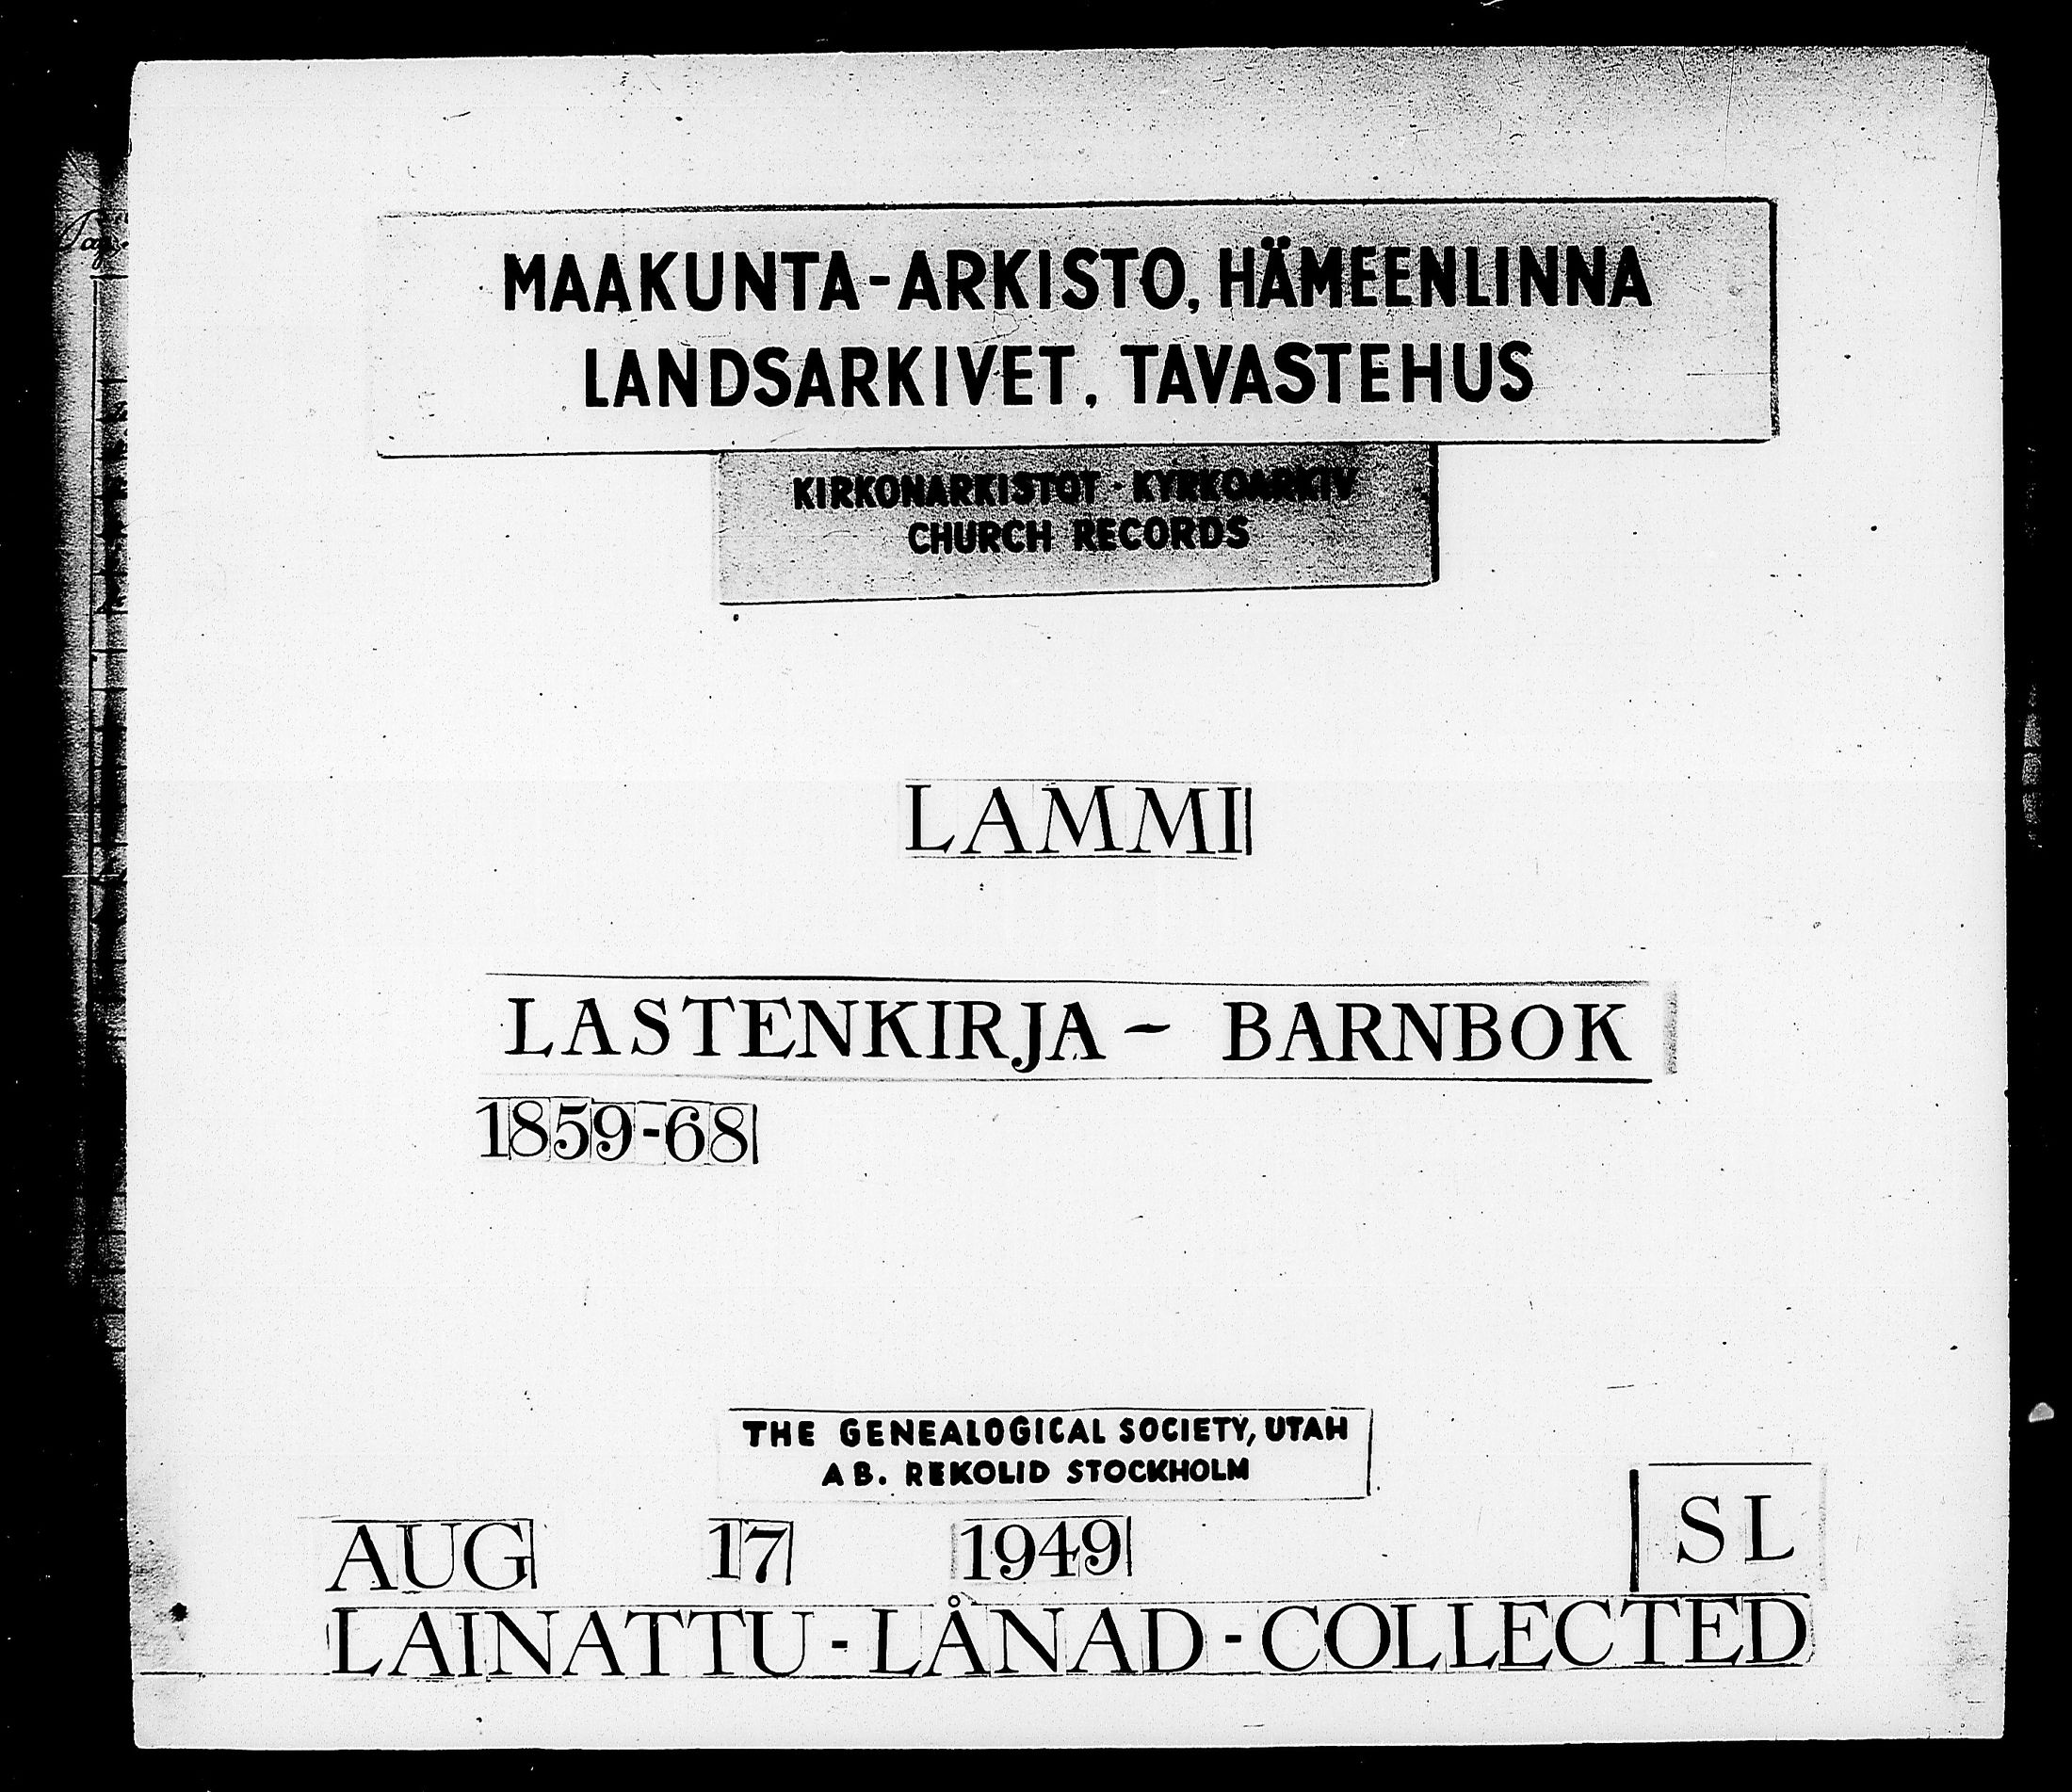 MAAKUNTA-ARKISTO, HÄMEENLINNA
LANDSARKIVET, TAVASTEHUS
KIRKONARKISTOT - KYRKOARKIV
CHURCH RECORDS
LAMMI
LASTENKIRJA - BARNBOK
1859-68
THE GENEALOGICAL SOCIETY, UTAH
AB. REKOLID STOCKHOLM
AUG 17 1949 SL
LAINATTU - LÅNAD - COLLECTED